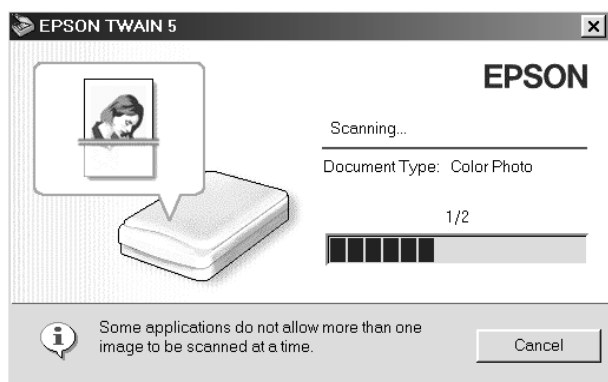 EPSON TWAIN 5
EPSON
Scanning...
Document Type: Color Photo
1/2
Some applications do not allow more than one
image to be scanned at a time.
Cancel